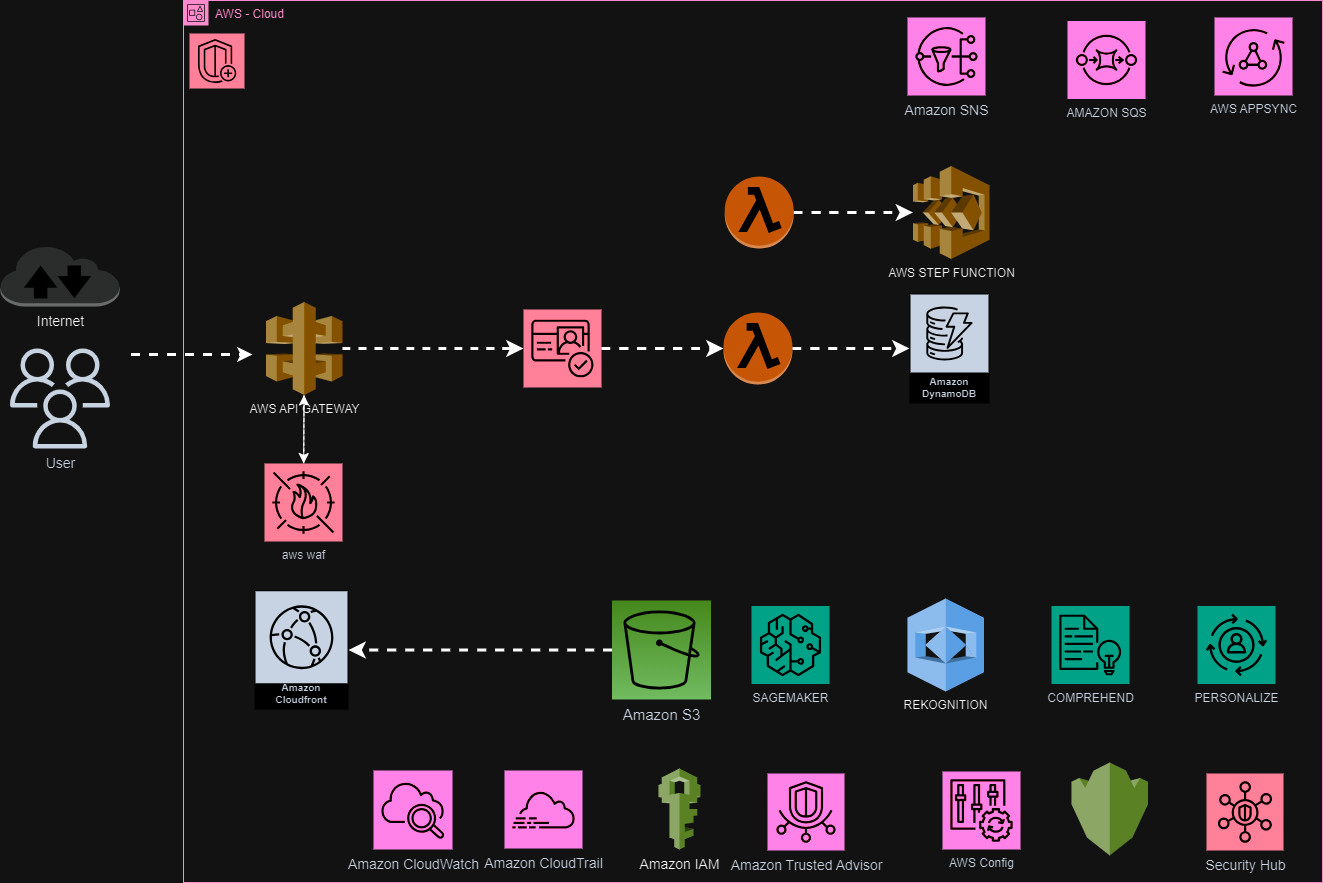 AWS - Cloud
Amazon SNS
AMAZON SQS
AWS APPSYNC
AWS STEP FUNCTION
Internet
Amazon
DynamoDB
AWS API GATEWAY
User
aws waf
Amazon
Cloudfront
Amazon S3
SAGEMAKER
REKOGNITION
COMPREHEND
PERSONALIZE
Amazon CloudWatch
Amazon CloudTrail
Amazon IAM
Amazon Trusted Advisor
AWS Config
Security Hub